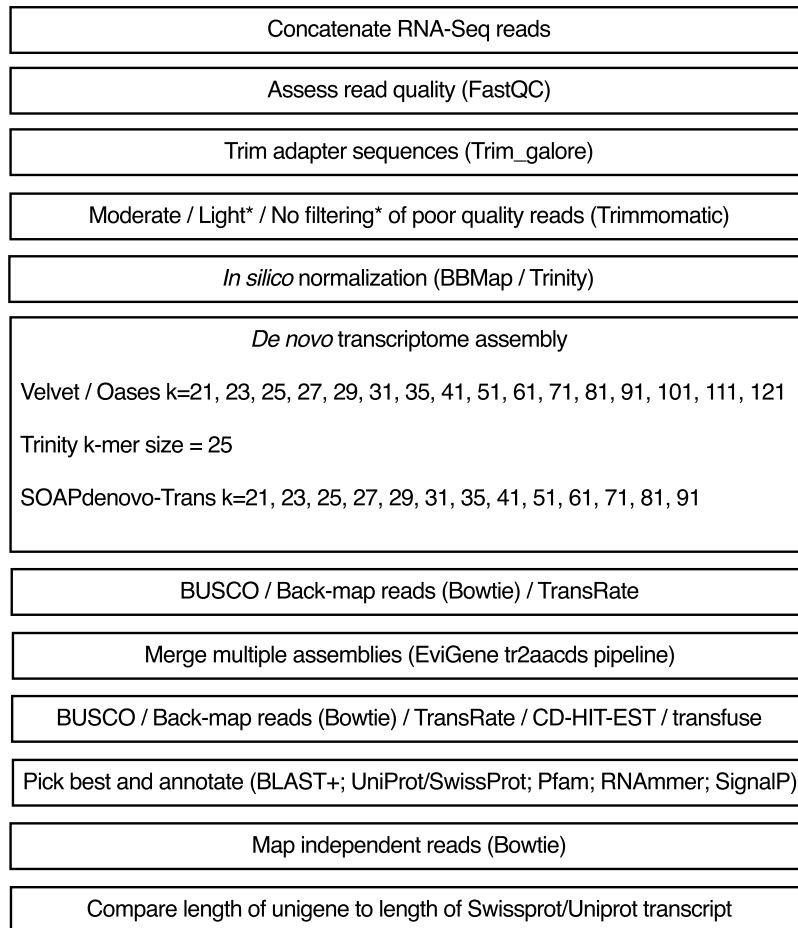 Concatenate RNA-Seq reads
Assess read quality (FastQC)
Trim adapter sequences (Trim_galore)
Moderate / Light* / No filtering* of poor quality reads (Trimmomatic)
In silico normalization (BBMap / Trinity)
De novo transcriptome assembly
Velvet / Oases k=21, 23, 25, 27, 29, 31, 35, 41, 51, 61, 71, 81, 91, 101, 111, 121
Trinity k-mer size = 25
SOAPdenovo-Trans k=21, 23, 25, 27, 29, 31, 35, 41, 51, 61, 71, 81, 91
BUSCO / Back-map reads (Bowtie) / TransRate
Merge multiple assemblies (EviGene tr2aacds pipeline)
BUSCO / Back-map reads (Bowtie) / TransRate / CD-HIT-EST / transfuse
Pick best and annotate (BLAST+; UniProt/SwissProt; Pfam; RNAmmer; SignalP)
Map independent reads (Bowtie)
Compare length of unigene to length of Swissprot/Uniprot transcript